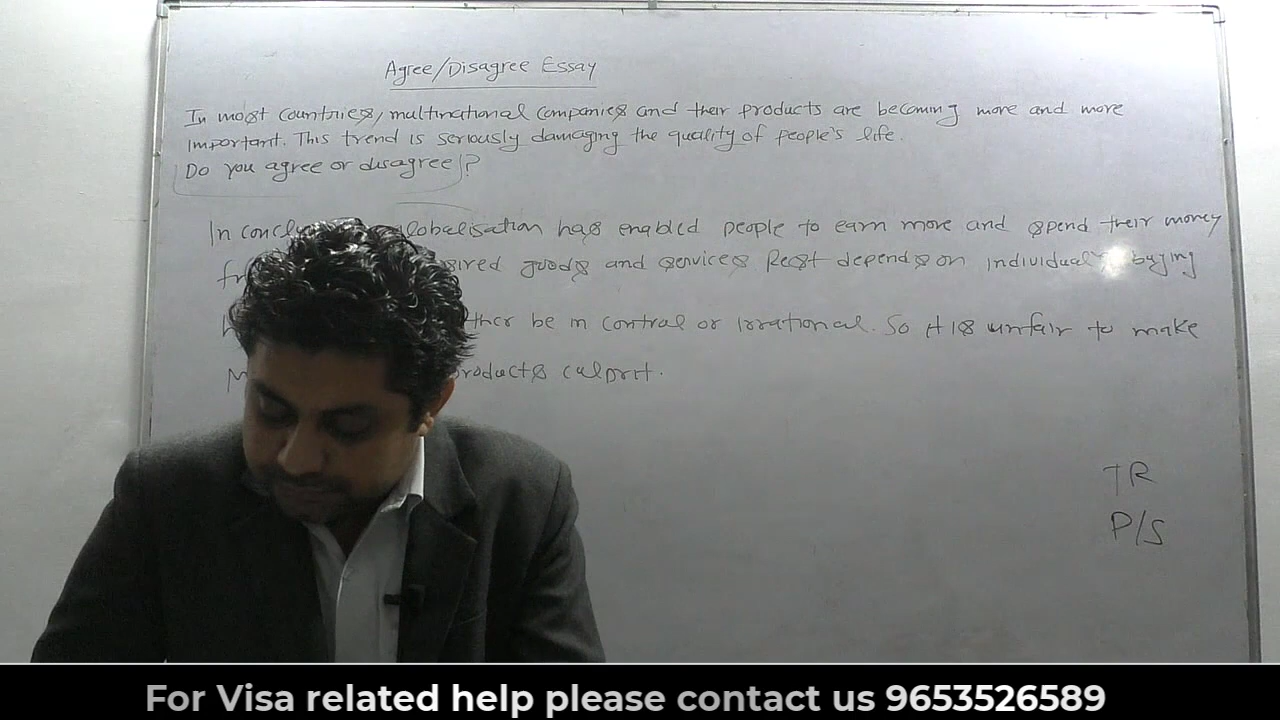 Agree/Disagree Essay
In most countries, multinational companies and their products are becoming more and more
important. This trend is seriously damaging the quality of people's life.
Do you agree or disagree?
In globalisation has enabled people to earn more and spend their money
goods and services Rest depends on individual buying
be in control or irrational. So it is unfair to make
products culprit.
TR
P/S
For Visa related help please contact us 9653526589